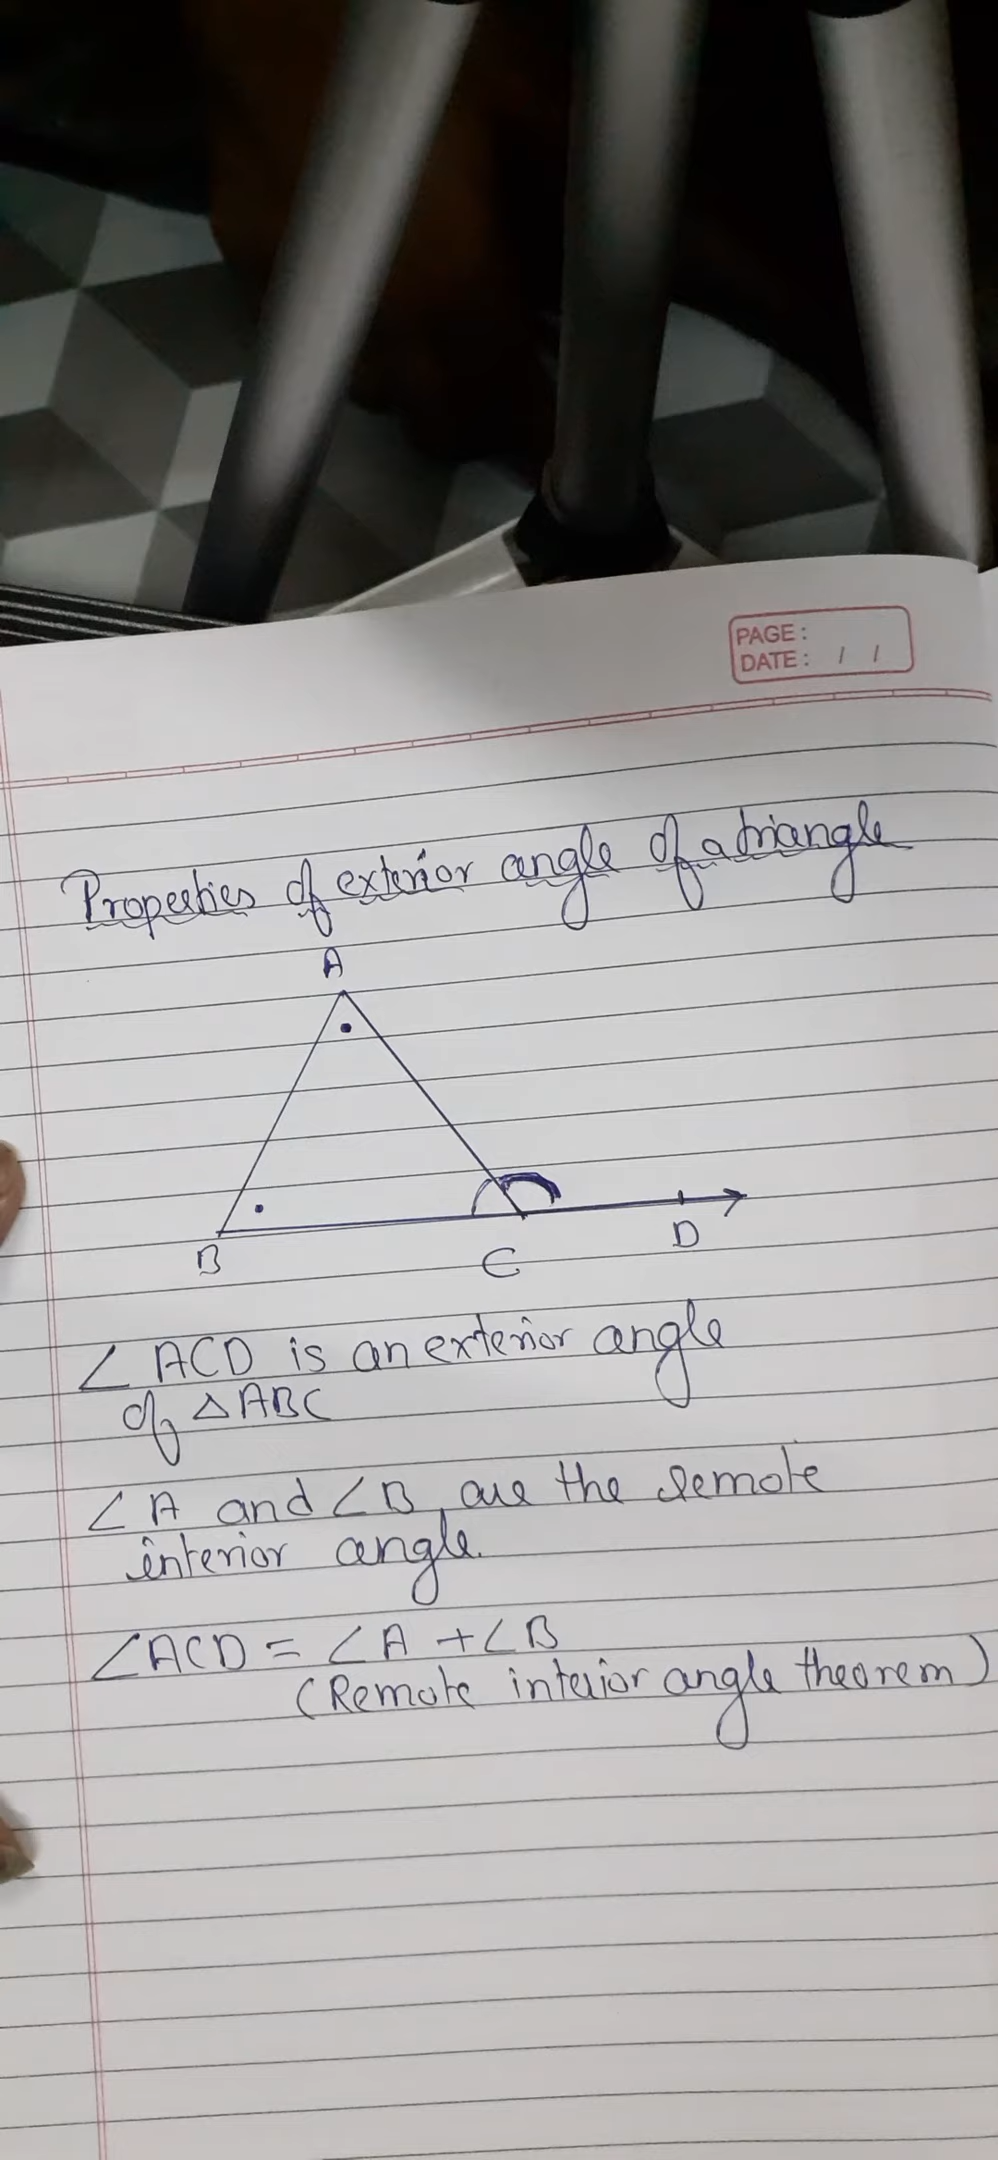 PAGE:
DATE: / /
Properties of exterior angle of a triangle
A
B
C
D
∠ ACD is an exterior angle
of △ABC
∠A and ∠B, are the remote
interior angle.
∠ACD = ∠A + ∠B
(Remote interior angle theorem)